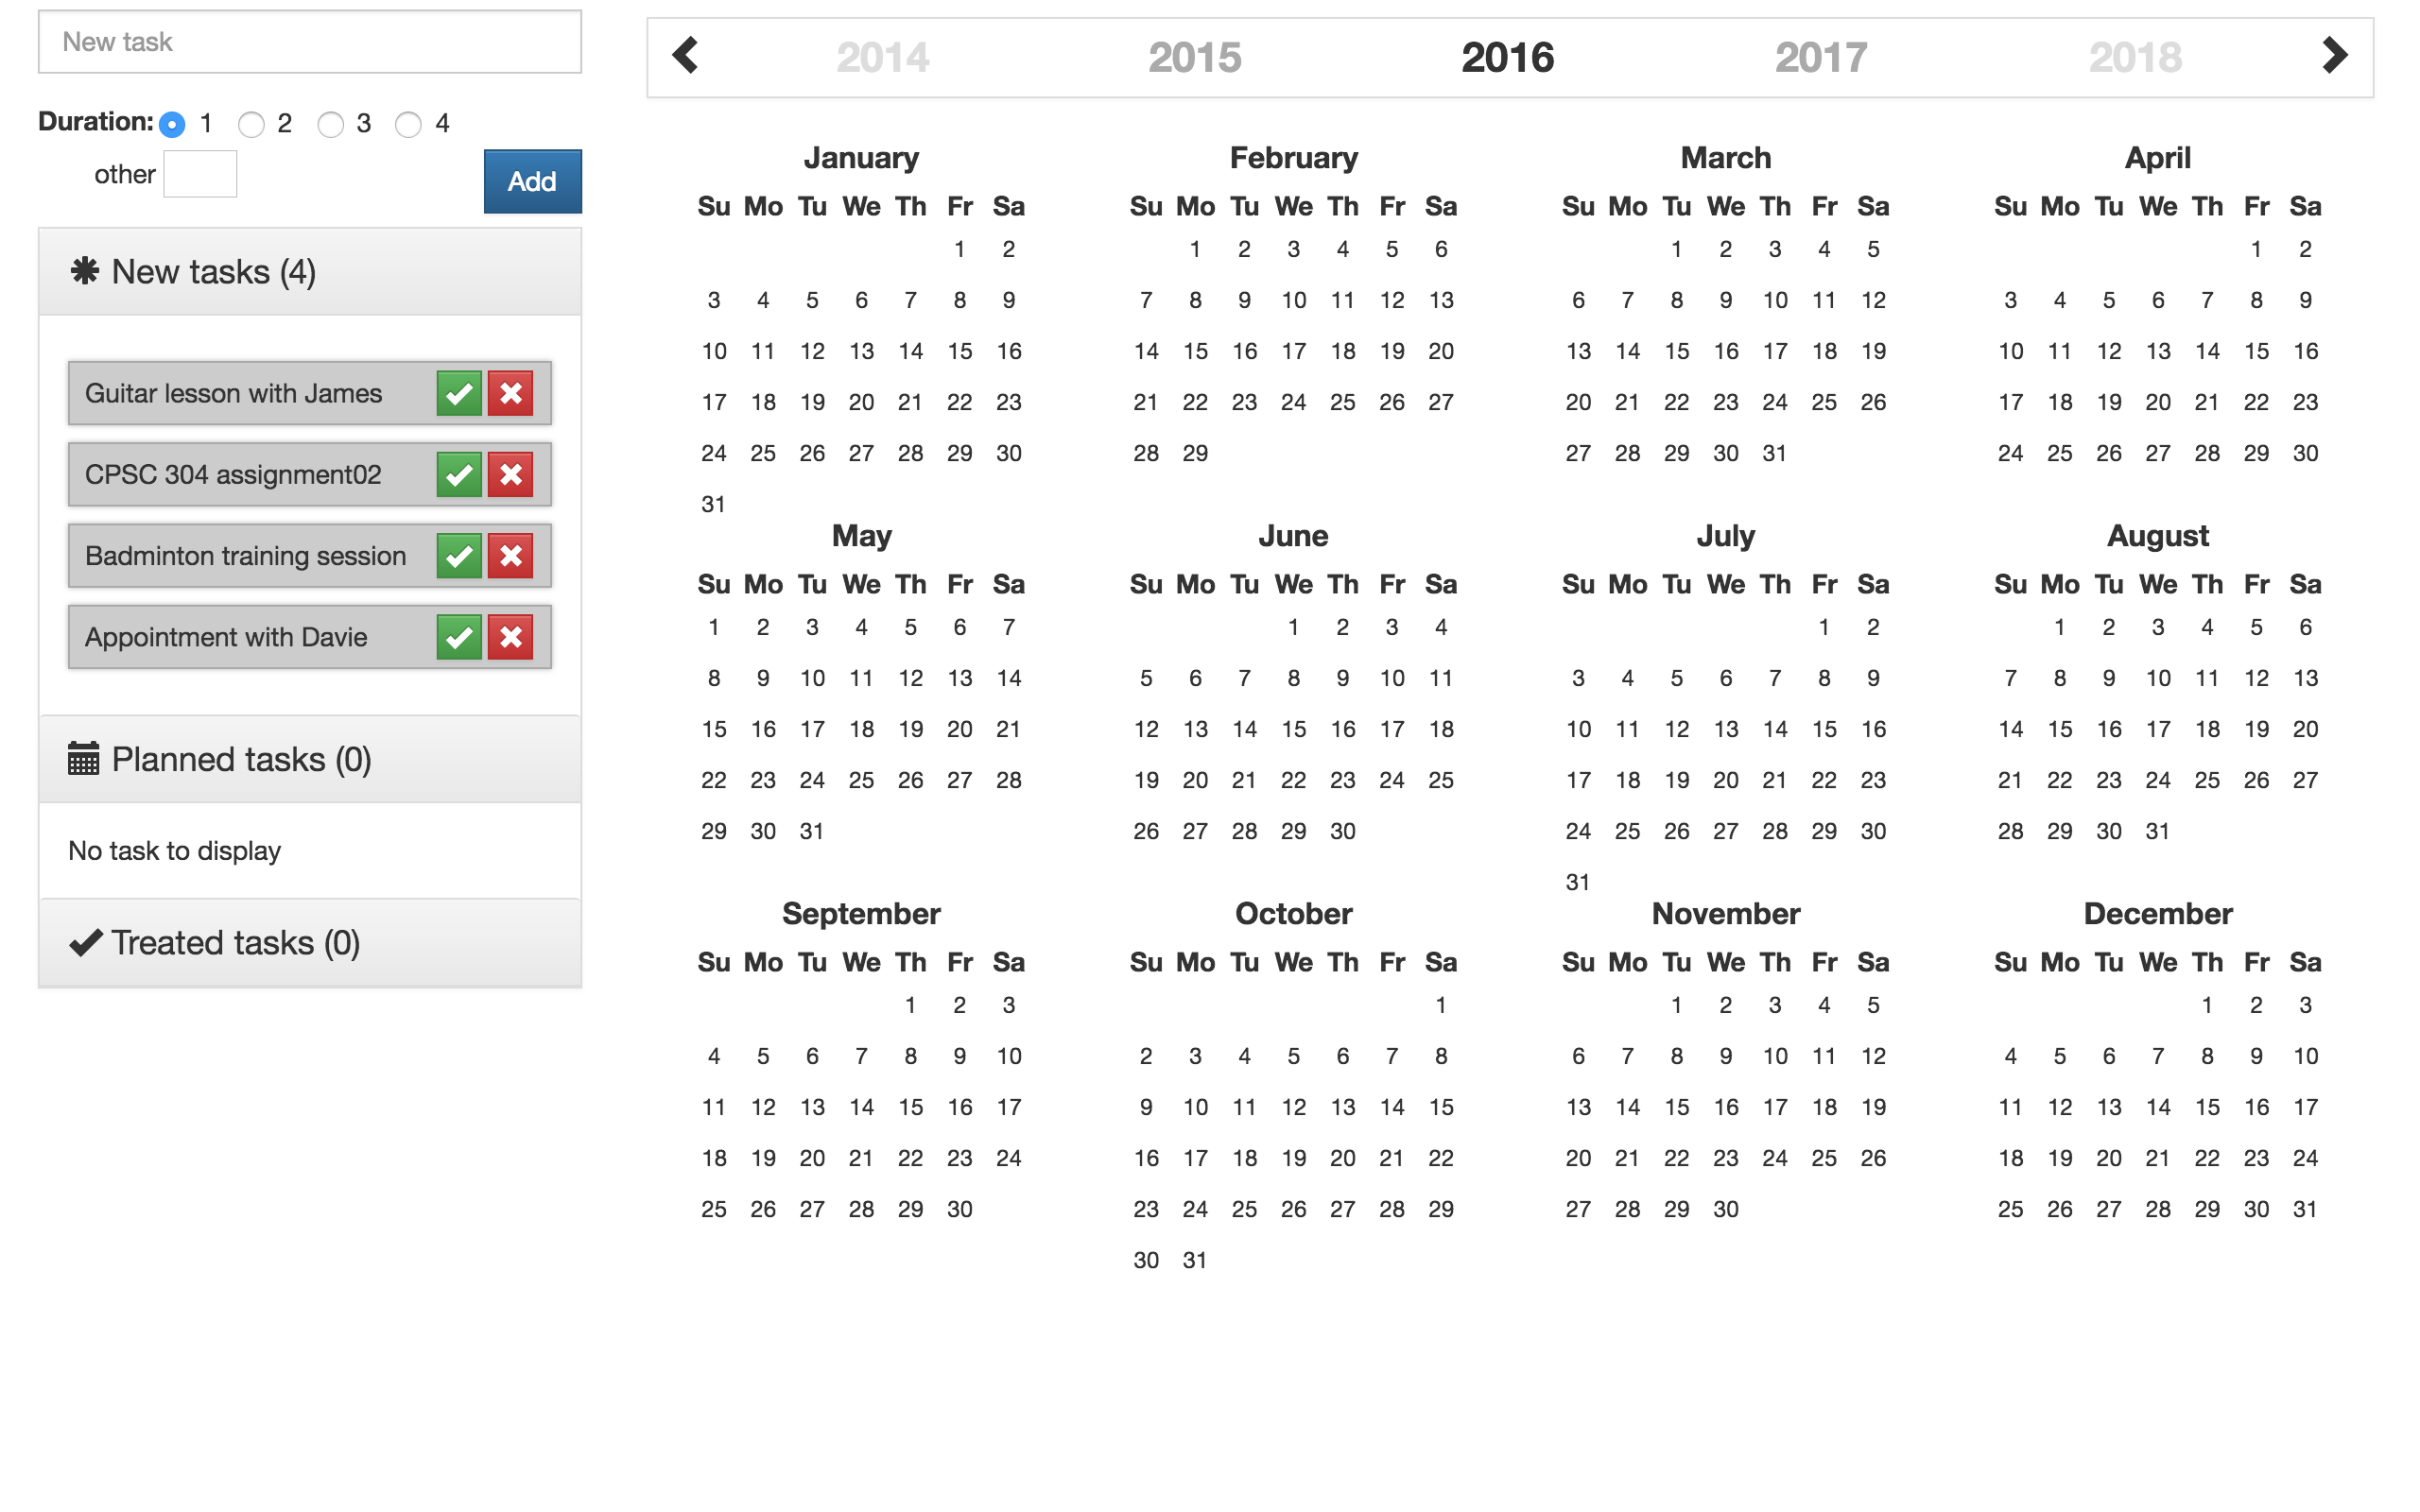 New task
Duration: 1 2 3 4
other
Add
New tasks (4)
Guitar lesson with James
CPSC 304 assignment02
Badminton training session
Appointment with Davie
Planned tasks (0)
No task to display
Treated tasks (0)
2014 2015 2016 2017 2018
January
Su Mo Tu We Th Fr Sa
1 2
3 4 5 6 7 8 9
10 11 12 13 14 15 16
17 18 19 20 21 22 23
24 25 26 27 28 29 30
31
February
Su Mo Tu We Th Fr Sa
1 2 3 4 5 6
7 8 9 10 11 12 13
14 15 16 17 18 19 20
21 22 23 24 25 26 27
28 29
March
Su Mo Tu We Th Fr Sa
1 2 3 4 5
6 7 8 9 10 11 12
13 14 15 16 17 18 19
20 21 22 23 24 25 26
27 28 29 30 31
April
Su Mo Tu We Th Fr Sa
1 2
3 4 5 6 7 8 9
10 11 12 13 14 15 16
17 18 19 20 21 22 23
24 25 26 27 28 29 30
May
Su Mo Tu We Th Fr Sa
1 2 3 4 5 6 7
8 9 10 11 12 13 14
15 16 17 18 19 20 21
22 23 24 25 26 27 28
29 30 31
June
Su Mo Tu We Th Fr Sa
1 2 3 4
5 6 7 8 9 10 11
12 13 14 15 16 17 18
19 20 21 22 23 24 25
26 27 28 29 30
July
Su Mo Tu We Th Fr Sa
1 2
3 4 5 6 7 8 9
10 11 12 13 14 15 16
17 18 19 20 21 22 23
24 25 26 27 28 29 30
31
August
Su Mo Tu We Th Fr Sa
1 2 3 4 5 6
7 8 9 10 11 12 13
14 15 16 17 18 19 20
21 22 23 24 25 26 27
28 29 30 31
September
Su Mo Tu We Th Fr Sa
1 2 3
4 5 6 7 8 9 10
11 12 13 14 15 16 17
18 19 20 21 22 23 24
25 26 27 28 29 30
October
Su Mo Tu We Th Fr Sa
1
2 3 4 5 6 7 8
9 10 11 12 13 14 15
16 17 18 19 20 21 22
23 24 25 26 27 28 29
30 31
November
Su Mo Tu We Th Fr Sa
1 2 3 4 5
6 7 8 9 10 11 12
13 14 15 16 17 18 19
20 21 22 23 24 25 26
27 28 29 30
December
Su Mo Tu We Th Fr Sa
1 2 3
4 5 6 7 8 9 10
11 12 13 14 15 16 17
18 19 20 21 22 23 24
25 26 27 28 29 30 31